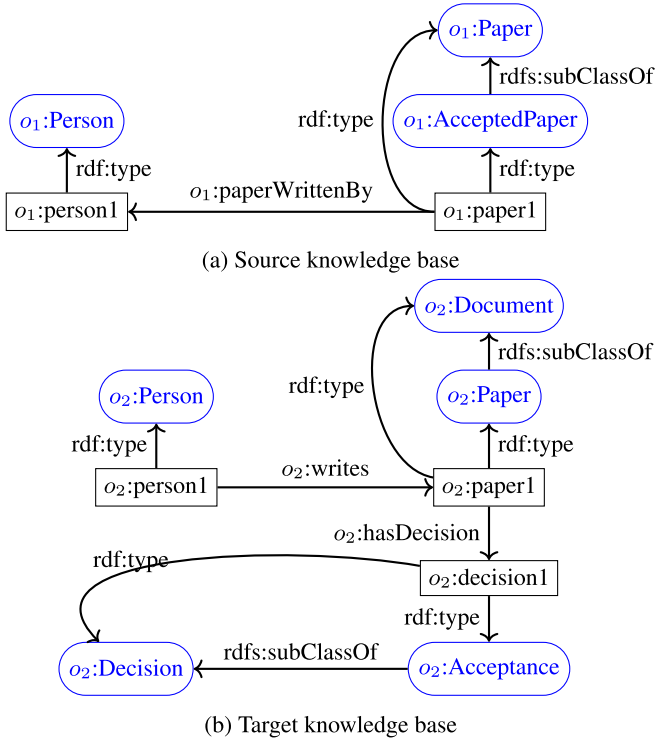 o₁:Paper
rdfs:subClassOf
o₁:Person
rdf:type
o₁:AcceptedPaper
rdf:type
rdf:type
o₁:paperWrittenBy
o₁:person1
o₁:paper1
(a) Source knowledge base
o₂:Document
rdfs:subClassOf
rdf:type
o₂:Person
o₂:Paper
rdf:type
rdf:type
o₂:writes
o₂:person1
o₂:paper1
o₂:hasDecision
rdf:type
o₂:decision1
rdf:type
rdfs:subClassOf
o₂:Decision
o₂:Acceptance
(b) Target knowledge base